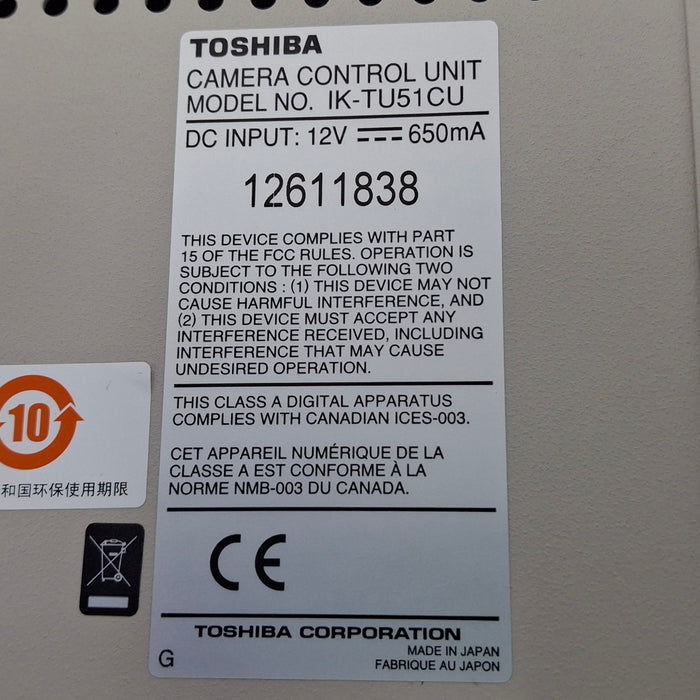 TOSHIBA
CAMERA CONTROL UNIT
MODEL NO. IK-TU51CU
DC INPUT: 12V ⎓ 650mA
12611838
THIS DEVICE COMPLIES WITH PART
15 OF THE FCC RULES. OPERATION IS
SUBJECT TO THE FOLLOWING TWO
CONDITIONS : (1) THIS DEVICE MAY NOT
CAUSE HARMFUL INTERFERENCE, AND
(2) THIS DEVICE MUST ACCEPT ANY
INTERFERENCE RECEIVED, INCLUDING
INTERFERENCE THAT MAY CAUSE
UNDESIRED OPERATION.
THIS CLASS A DIGITAL APPARATUS
COMPLIES WITH CANADIAN ICES-003.
CET APPAREIL NUMÉRIQUE DE LA
CLASSE A EST CONFORME À LA
NORME NMB-003 DU CANADA.
CE
TOSHIBA CORPORATION
G
MADE IN JAPAN
FABRIQUE AU JAPON
10
和国环保使用期限